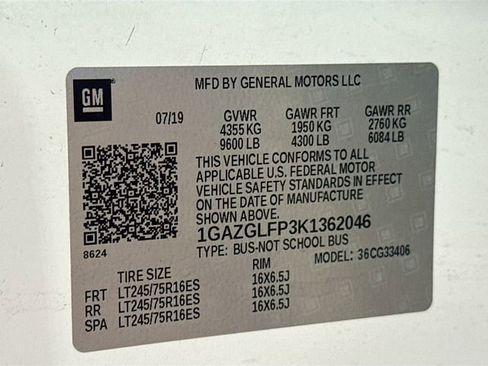 GM
MFD BY GENERAL MOTORS LLC
07/19 GVWR GAWR FRT GAWR RR
4355 KG 1950 KG 2760 KG
9600 LB 4300 LB 6084 LB
THIS VEHICLE CONFORMS TO ALL
APPLICABLE U.S. FEDERAL MOTOR
VEHICLE SAFETY STANDARDS IN EFFECT
ON THE DATE OF MANUFACTURE
SHOWN ABOVE.
1GAZGLFP3K1362046
8624
TYPE: BUS-NOT SCHOOL BUS
MODEL: 36CG33406
TIRE SIZE RIM
FRT LT245/75R16ES 16X6.5J
RR LT245/75R16ES 16X6.5J
SPA LT245/75R16ES 16X6.5J